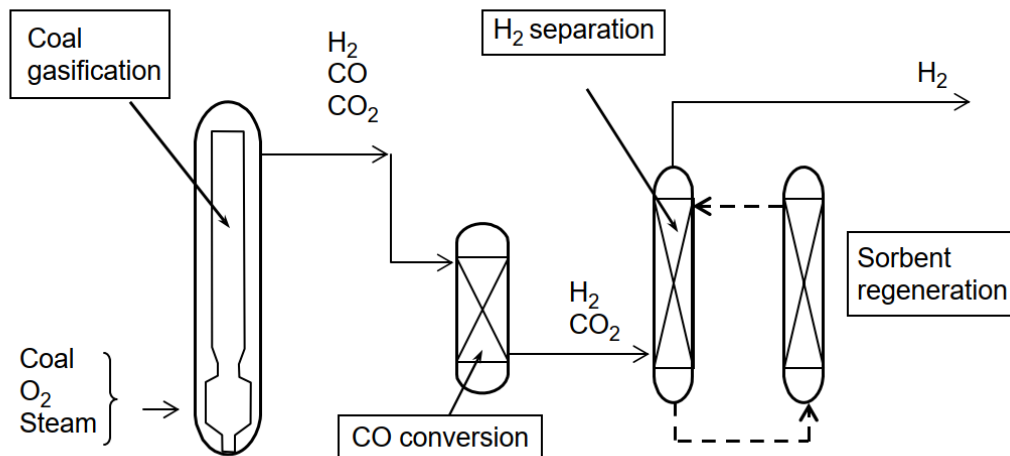 Coal
gasification
H₂
CO
CO₂
H₂ separation
H₂
Sorbent
regeneration
H₂
CO₂
Coal
O₂
Steam
CO conversion